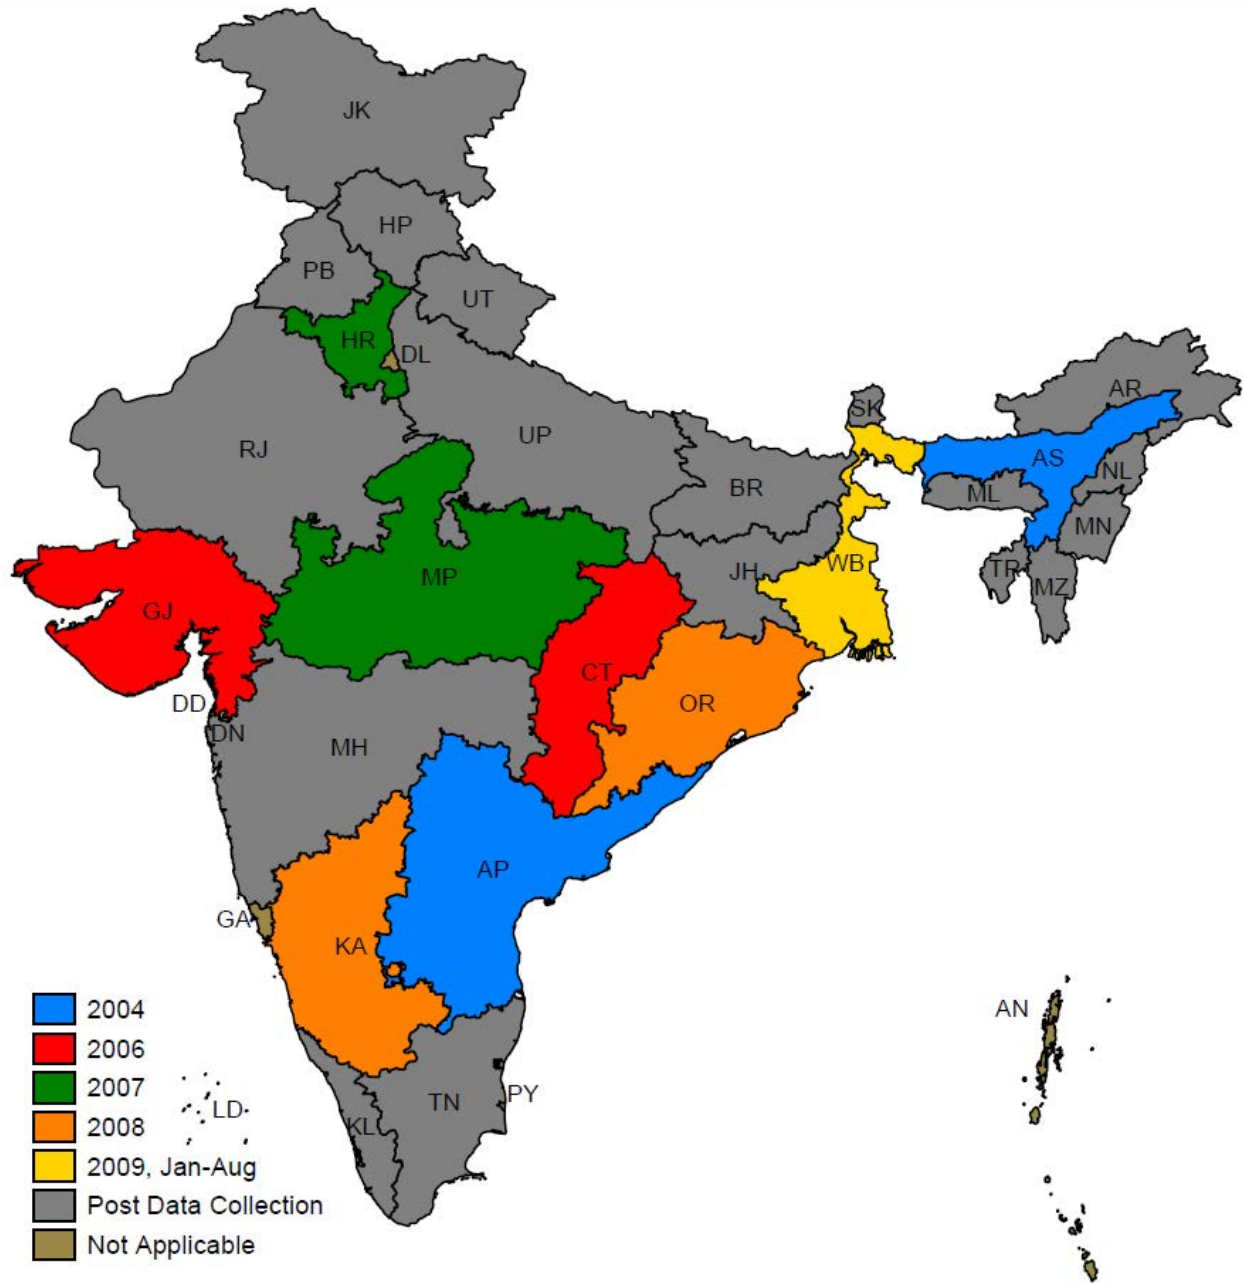 JK
HP
PB
UT
HR
DL
RJ
UP
SK
AR
AS
NL
BR
ML
MN
MP
JH
WB
TR
MZ
GJ
CT
OR
DD
DN
MH
AP
GA
KA
AN
LD
KL
TN
PY
2004
2006
2007
2008
2009, Jan-Aug
Post Data Collection
Not Applicable